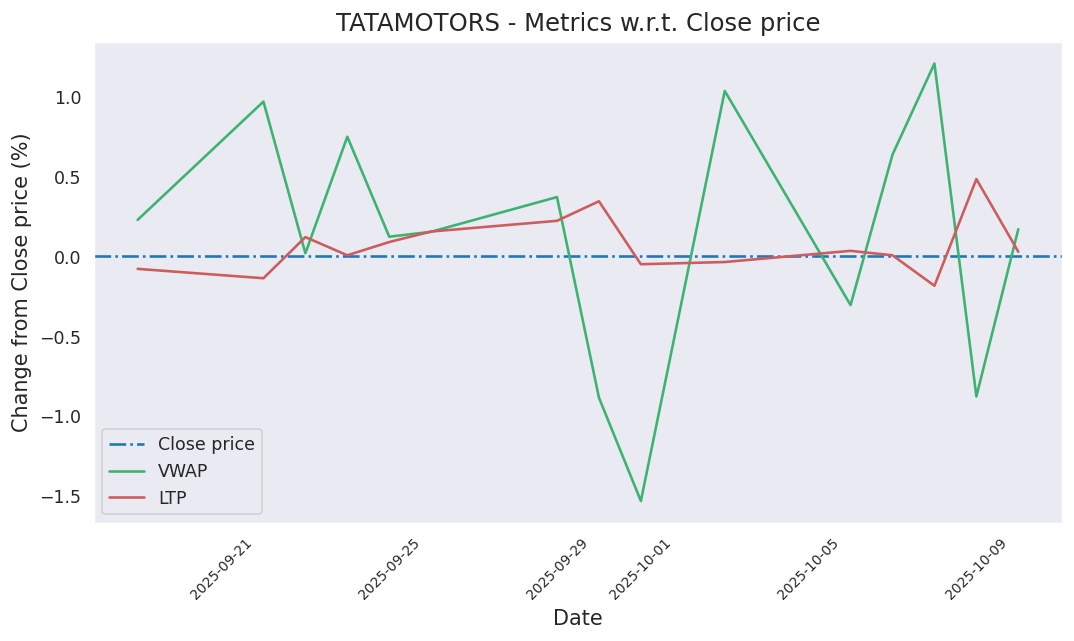 TATAMOTORS - Metrics w.r.t. Close price
Change from Close price (%)
1.0
0.5
0.0
−0.5
−1.0
−1.5
Close price
VWAP
LTP
2025-09-21
2025-09-25
2025-09-29
2025-10-01
2025-10-05
2025-10-09
Date